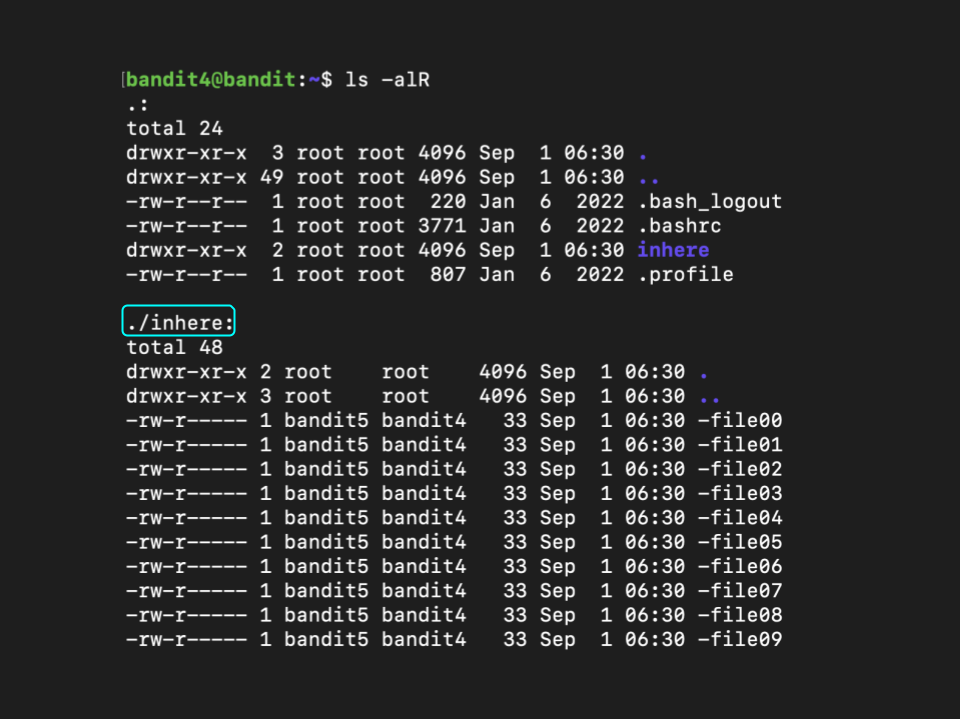 [bandit4@bandit:~$ ls -alR
.:
total 24
drwxr-xr-x  3 root root 4096 Sep  1 06:30 .
drwxr-xr-x 49 root root 4096 Sep  1 06:30 ..
-rw-r--r--  1 root root  220 Jan  6  2022 .bash_logout
-rw-r--r--  1 root root 3771 Jan  6  2022 .bashrc
drwxr-xr-x  2 root root 4096 Sep  1 06:30 inhere
-rw-r--r--  1 root root  807 Jan  6  2022 .profile
./inhere:
total 48
drwxr-xr-x 2 root    root    4096 Sep  1 06:30 .
drwxr-xr-x 3 root    root    4096 Sep  1 06:30 ..
-rw-r----- 1 bandit5 bandit4   33 Sep  1 06:30 -file00
-rw-r----- 1 bandit5 bandit4   33 Sep  1 06:30 -file01
-rw-r----- 1 bandit5 bandit4   33 Sep  1 06:30 -file02
-rw-r----- 1 bandit5 bandit4   33 Sep  1 06:30 -file03
-rw-r----- 1 bandit5 bandit4   33 Sep  1 06:30 -file04
-rw-r----- 1 bandit5 bandit4   33 Sep  1 06:30 -file05
-rw-r----- 1 bandit5 bandit4   33 Sep  1 06:30 -file06
-rw-r----- 1 bandit5 bandit4   33 Sep  1 06:30 -file07
-rw-r----- 1 bandit5 bandit4   33 Sep  1 06:30 -file08
-rw-r----- 1 bandit5 bandit4   33 Sep  1 06:30 -file09